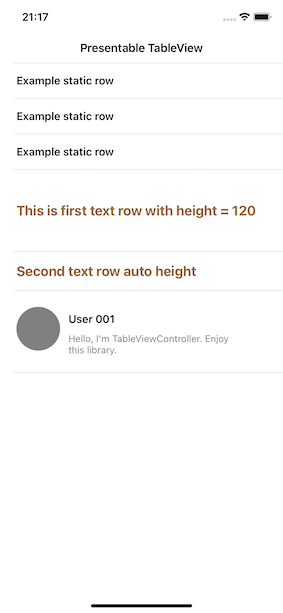 21:17
Presentable TableView
Example static row
Example static row
Example static row
This is first text row with height = 120
Second text row auto height
User 001
Hello, I'm TableViewController. Enjoy
this library.